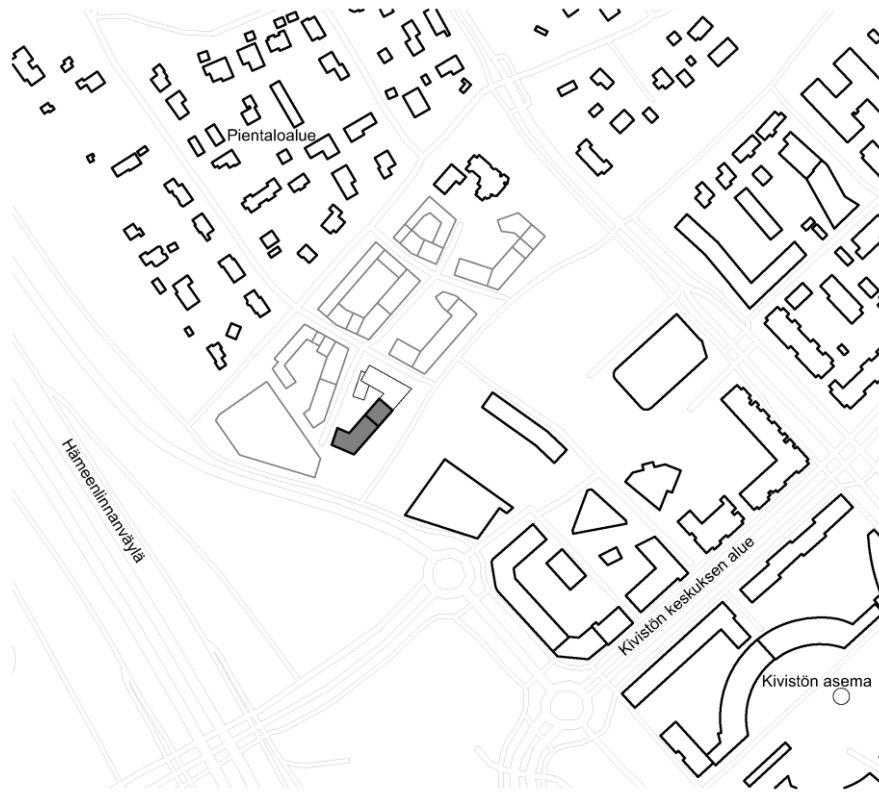 Pientaloalue
Hämeenlinnanväylä
Kivistön keskuksen alue
Kivistön asema